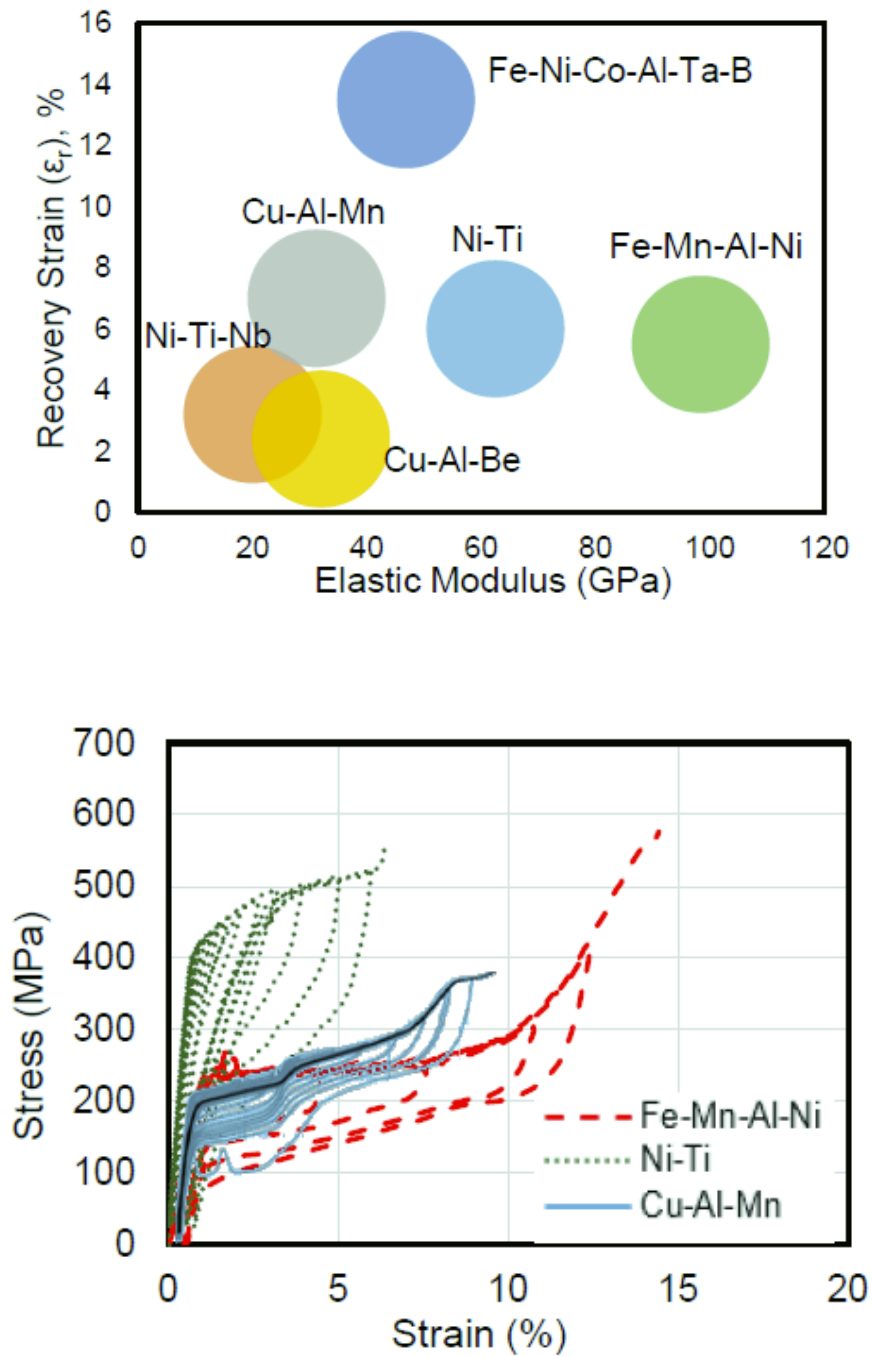 16
14
12
10
8
6
4
2
0
Recovery Strain (εr), %
Fe-Ni-Co-Al-Ta-B
Cu-Al-Mn
Ni-Ti
Fe-Mn-Al-Ni
Ni-Ti-Nb
Cu-Al-Be
0 20 40 60 80 100 120
Elastic Modulus (GPa)
700
600
500
400
300
200
100
0
Stress (MPa)
Fe-Mn-Al-Ni
Ni-Ti
Cu-Al-Mn
0 5 10 15 20
Strain (%)